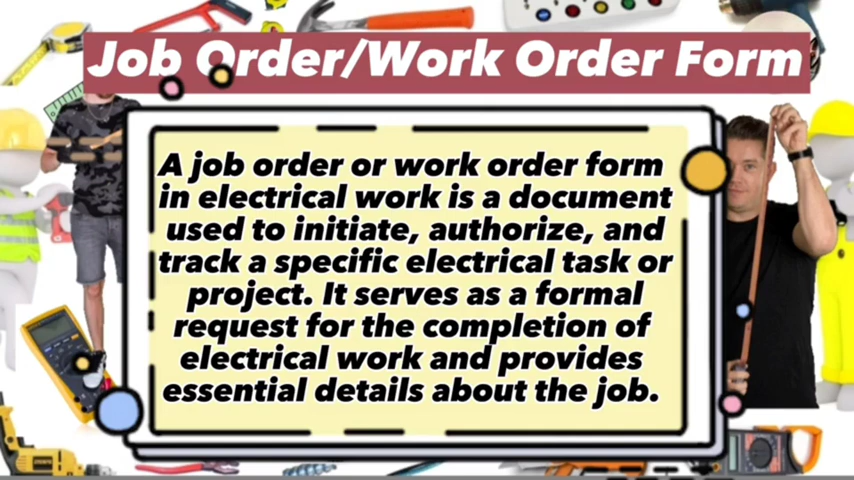 Job Order/Work Order Form
A job order or work order form
in electrical work is a document
used to initiate, authorize, and
track a specific electrical task or
project. It serves as a formal
request for the completion of
electrical work and provides
essential details about the job.